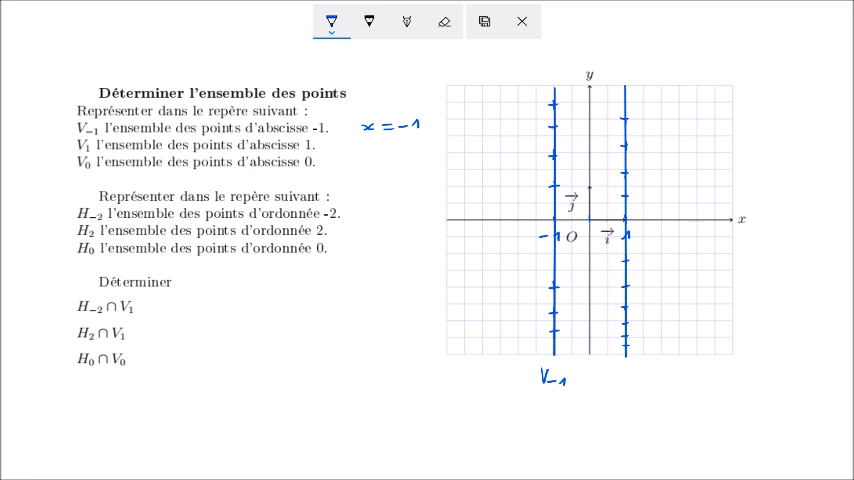 Déterminer l'ensemble des points
Représenter dans le repère suivant :
V₋₁ l'ensemble des points d'abscisse -1.
x = -1
V₁ l'ensemble des points d'abscisse 1.
V₀ l'ensemble des points d'abscisse 0.
Représenter dans le repère suivant :
H₋₂ l'ensemble des points d'ordonnée -2.
H₂ l'ensemble des points d'ordonnée 2.
H₀ l'ensemble des points d'ordonnée 0.
Déterminer
H₋₂ ∩ V₁
H₂ ∩ V₁
H₀ ∩ V₀
y
j⃗
x
-1 O i⃗ 1
V₋₁